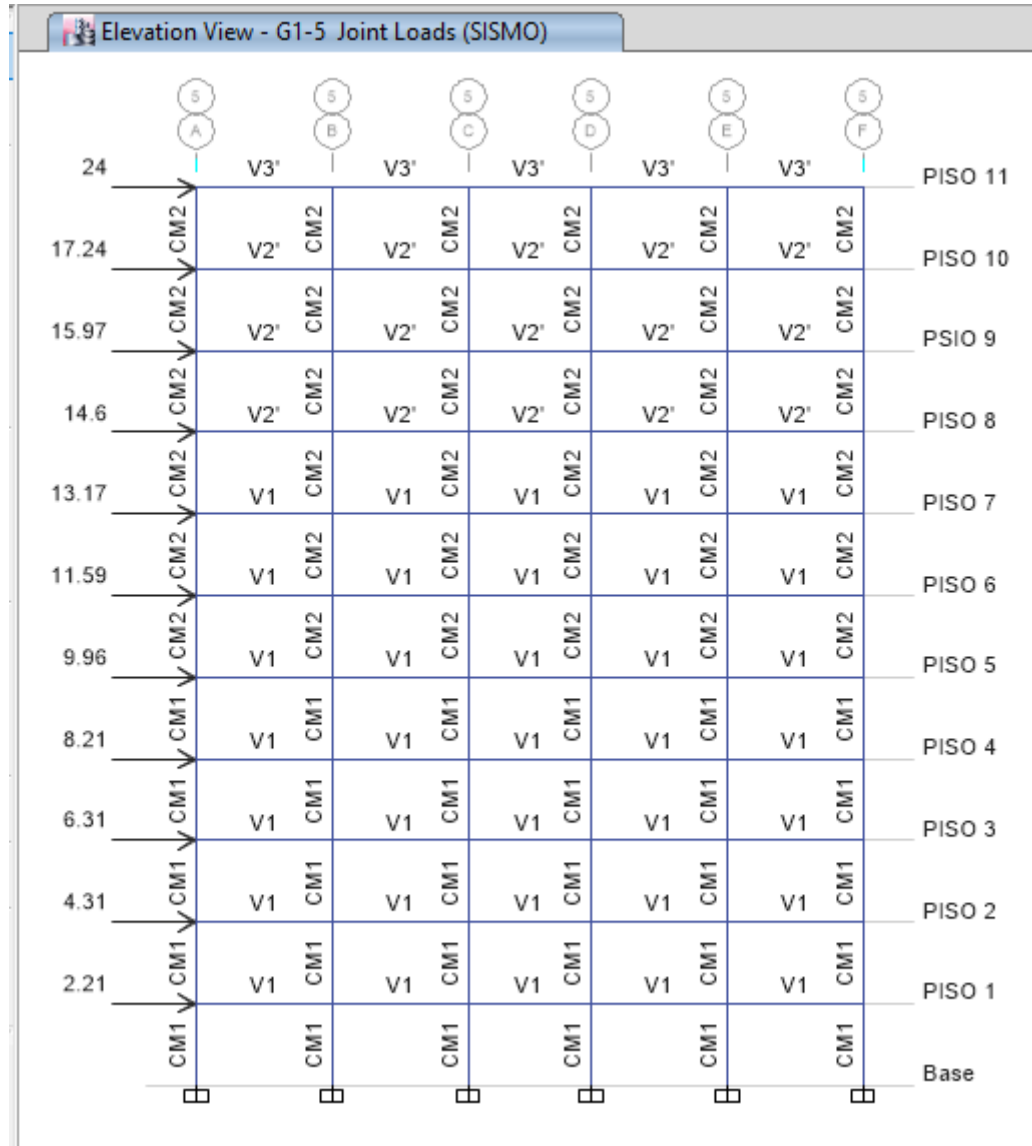 Elevation View - G1-5 Joint Loads (SISMO)
5 5 5 5 5 5
A B C D E F
24 V3' V3' V3' V3' V3' PISO 11
CM2 CM2 CM2 CM2 CM2 CM2
17.24 V2' V2' V2' V2' V2' PISO 10
CM2 CM2 CM2 CM2 CM2 CM2
15.97 V2' V2' V2' V2' V2' PSIO 9
CM2 CM2 CM2 CM2 CM2 CM2
14.6 V2' V2' V2' V2' V2' PISO 8
CM2 CM2 CM2 CM2 CM2 CM2
13.17 V1 V1 V1 V1 V1 PISO 7
CM2 CM2 CM2 CM2 CM2 CM2
11.59 V1 V1 V1 V1 V1 PISO 6
CM2 CM2 CM2 CM2 CM2 CM2
9.96 V1 V1 V1 V1 V1 PISO 5
CM1 CM1 CM1 CM1 CM1 CM1
8.21 V1 V1 V1 V1 V1 PISO 4
CM1 CM1 CM1 CM1 CM1 CM1
6.31 V1 V1 V1 V1 V1 PISO 3
CM1 CM1 CM1 CM1 CM1 CM1
4.31 V1 V1 V1 V1 V1 PISO 2
CM1 CM1 CM1 CM1 CM1 CM1
2.21 V1 V1 V1 V1 V1 PISO 1
CM1 CM1 CM1 CM1 CM1 CM1
Base